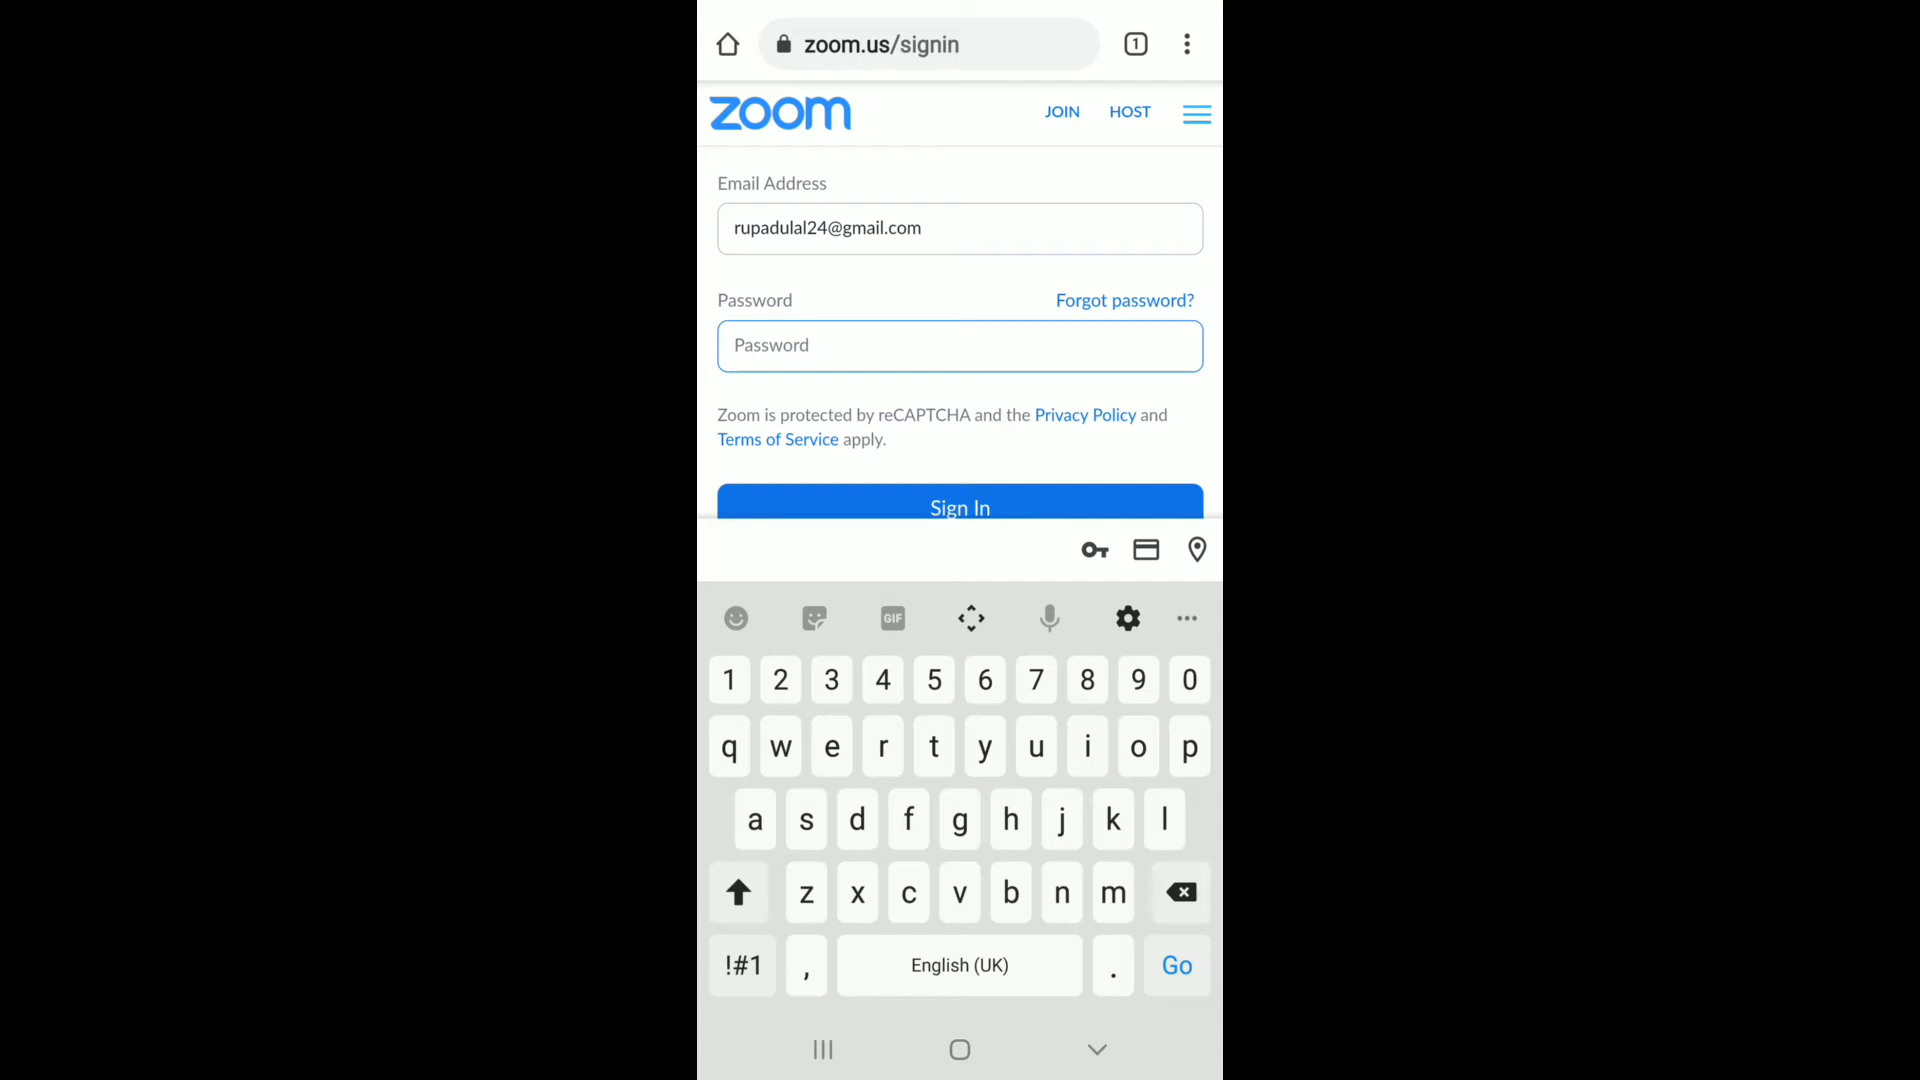 zoom.us/signin
1
zoom
JOIN HOST
Email Address
rupadulal24@gmail.com
Password Forgot password?
Password
Zoom is protected by reCAPTCHA and the Privacy Policy and
Terms of Service apply.
Sign In
GIF
1 2 3 4 5 6 7 8 9 0
q w e r t y u i o p
a s d f g h j k l
z x c v b n m
!#1 , English (UK) . Go